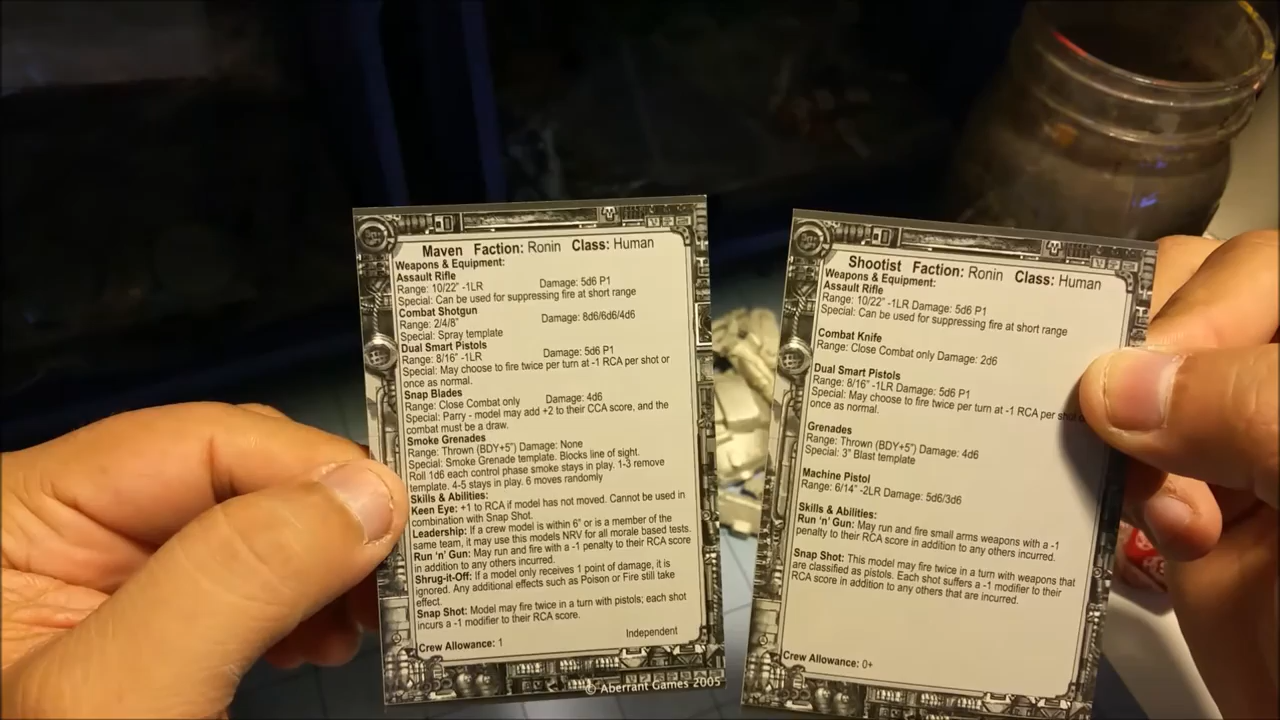 Maven Faction: Ronin Class: Human
Weapons & Equipment:
Assault Rifle
Range: 10/22" -1LR Damage: 5d6 P1
Special: Can be used for suppressing fire at short range
Combat Shotgun
Range: 2/4/8" Damage: 8d6/6d6/4d6
Special: Spray template
Dual Smart Pistols
Range: 8/16" -1LR Damage: 5d6 P1
Special: May choose to fire twice per turn at -1 RCA per shot or
once as normal.
Snap Blades
Range: Close Combat only Damage: 4d6
Special: Parry - model may add +2 to their CCA score, and the
combat must be a draw.
Smoke Grenades
Range: Thrown (BDY+5") Damage: None
Special: Smoke Grenade template. Blocks line of sight.
Roll 1d6 each control phase smoke stays in play. 1-3 remove
template. 4-5 stays in play. 6 moves randomly
Skills & Abilities:
Keen Eye: +1 to RCA if model has not moved. Cannot be used in
combination with Snap Shot.
Leadership: If a crew model is within 6" or is a member of the
same team, it may use this models NRV for all morale based tests.
Run 'n' Gun: May run and fire with a -1 penalty to their RCA score
in addition to any others incurred.
Shrug-it-Off: If a model only receives 1 point of damage, it is
ignored. Any additional effects such as Poison or Fire still take
effect.
Snap Shot: Model may fire twice in a turn with pistols; each shot
incurs a -1 modifier to their RCA score.
Independent
Crew Allowance: 1
© Aberrant Games 2005
Shootist Faction: Ronin Class: Human
Weapons & Equipment:
Assault Rifle
Range: 10/22" -1LR Damage: 5d6 P1
Special: Can be used for suppressing fire at short range
Combat Knife
Range: Close Combat only Damage: 2d6
Dual Smart Pistols
Range: 8/16" -1LR Damage: 5d6 P1
Special: May choose to fire twice per turn at -1 RCA per shot
once as normal.
Grenades
Range: Thrown (BDY+5") Damage: 4d6
Special: 3" Blast template
Machine Pistol
Range: 6/14" -2LR Damage: 5d6/3d6
Skills & Abilities:
Run 'n' Gun: May run and fire small arms weapons with a -1
penalty to their RCA score in addition to any others incurred.
Snap Shot: This model may fire twice in a turn with weapons that
are classified as pistols. Each shot suffers a -1 modifier to their
RCA score in addition to any others that are incurred.
Crew Allowance: 0+